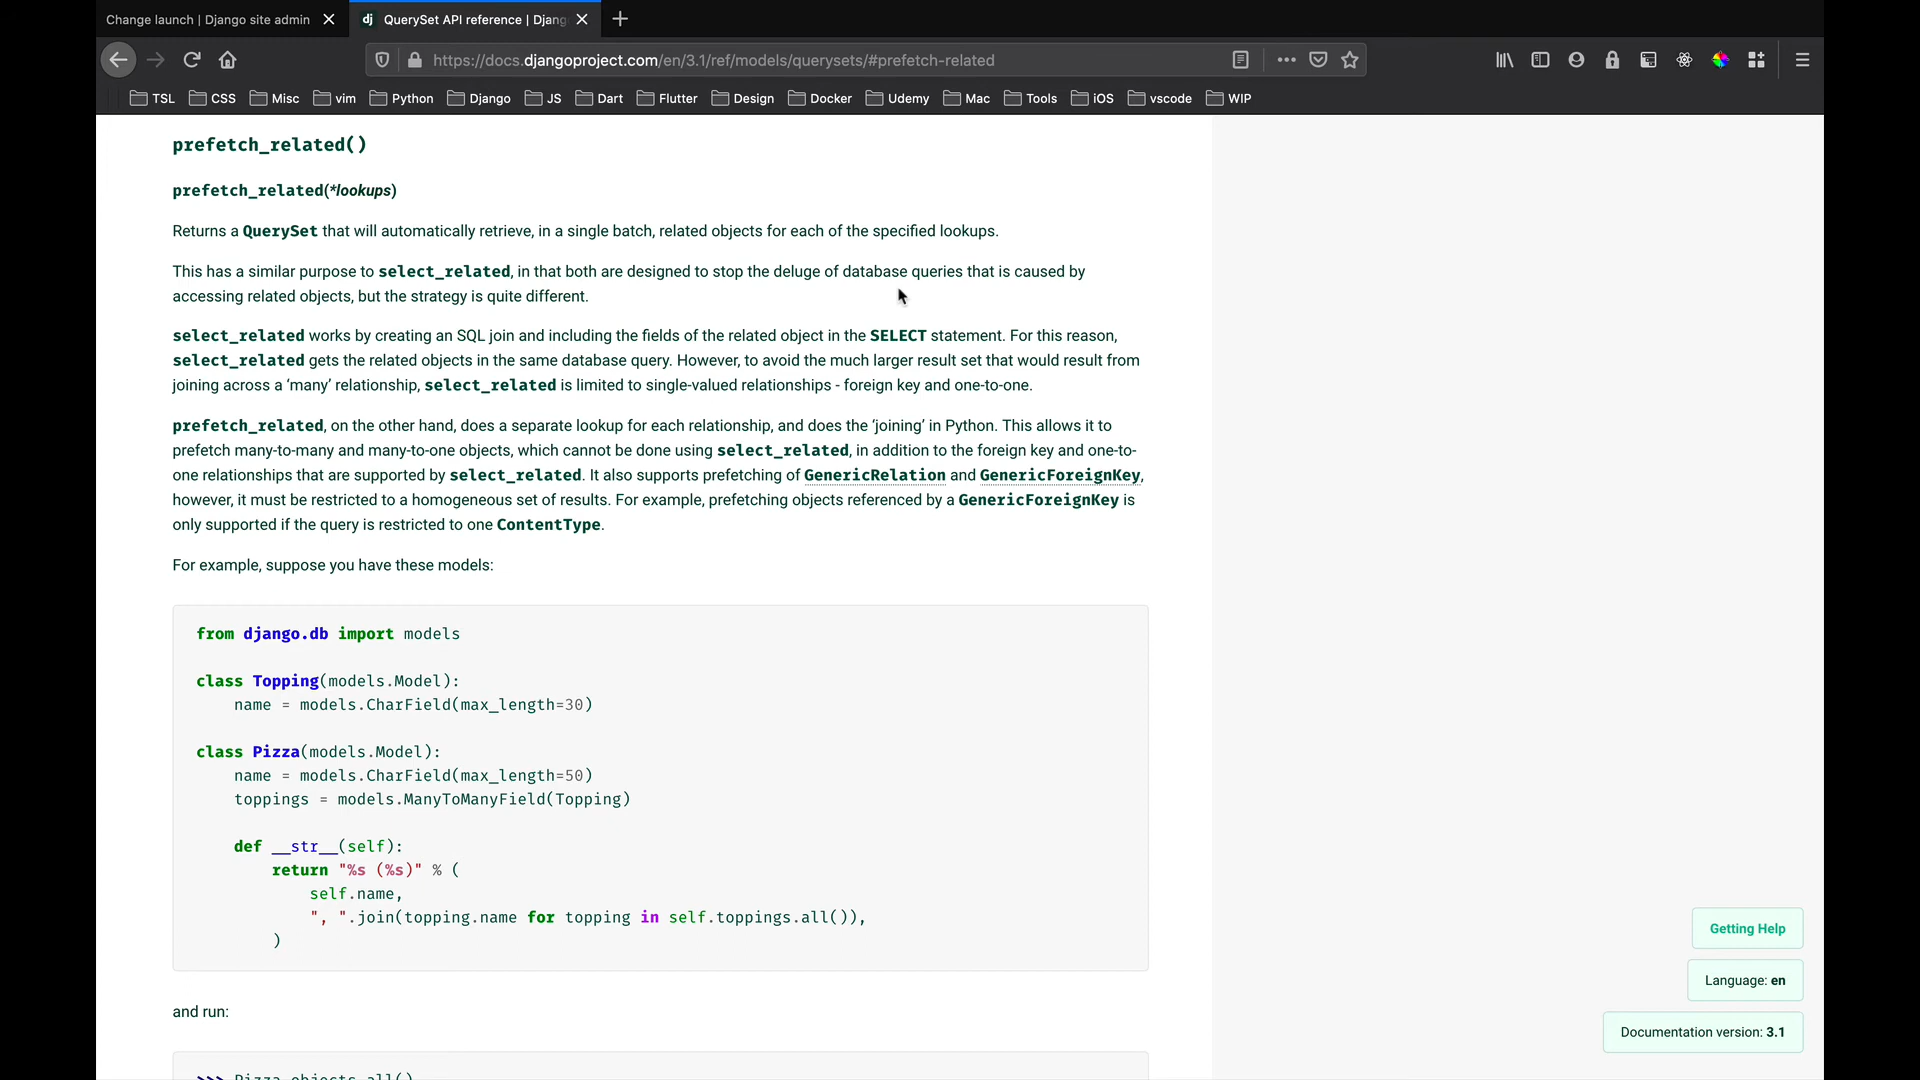 Change launch | Django site admin
QuerySet API reference | Djang
https://docs.djangoproject.com/en/3.1/ref/models/querysets/#prefetch-related
TSL CSS Misc vim Python Django JS Dart Flutter Design Docker Udemy Mac Tools iOS vscode WIP
prefetch_related()
prefetch_related(*lookups)
Returns a QuerySet that will automatically retrieve, in a single batch, related objects for each of the specified lookups.
This has a similar purpose to select_related, in that both are designed to stop the deluge of database queries that is caused by
accessing related objects, but the strategy is quite different.
select_related works by creating an SQL join and including the fields of the related object in the SELECT statement. For this reason,
select_related gets the related objects in the same database query. However, to avoid the much larger result set that would result from
joining across a ‘many’ relationship, select_related is limited to single-valued relationships - foreign key and one-to-one.
prefetch_related, on the other hand, does a separate lookup for each relationship, and does the ‘joining’ in Python. This allows it to
prefetch many-to-many and many-to-one objects, which cannot be done using select_related, in addition to the foreign key and one-to-
one relationships that are supported by select_related. It also supports prefetching of GenericRelation and GenericForeignKey,
however, it must be restricted to a homogeneous set of results. For example, prefetching objects referenced by a GenericForeignKey is
only supported if the query is restricted to one ContentType.
For example, suppose you have these models:
from django.db import models
class Topping(models.Model):
    name = models.CharField(max_length=30)
class Pizza(models.Model):
    name = models.CharField(max_length=50)
    toppings = models.ManyToManyField(Topping)
    def __str__(self):
        return "%s (%s)" % (
            self.name,
            ", ".join(topping.name for topping in self.toppings.all()),
        )
and run:
>>> Pizza.objects.all()
Getting Help
Language: en
Documentation version: 3.1